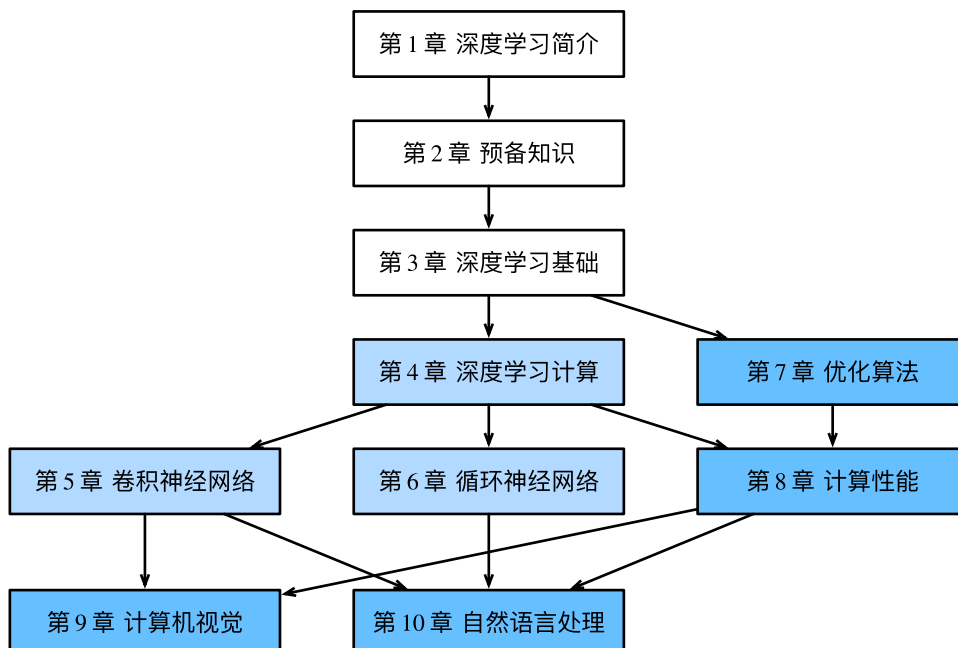 第1章 深度学习简介
第2章 预备知识
第3章 深度学习基础
第4章 深度学习计算
第7章 优化算法
第5章 卷积神经网络
第6章 循环神经网络
第8章 计算性能
第9章 计算机视觉
第10章 自然语言处理